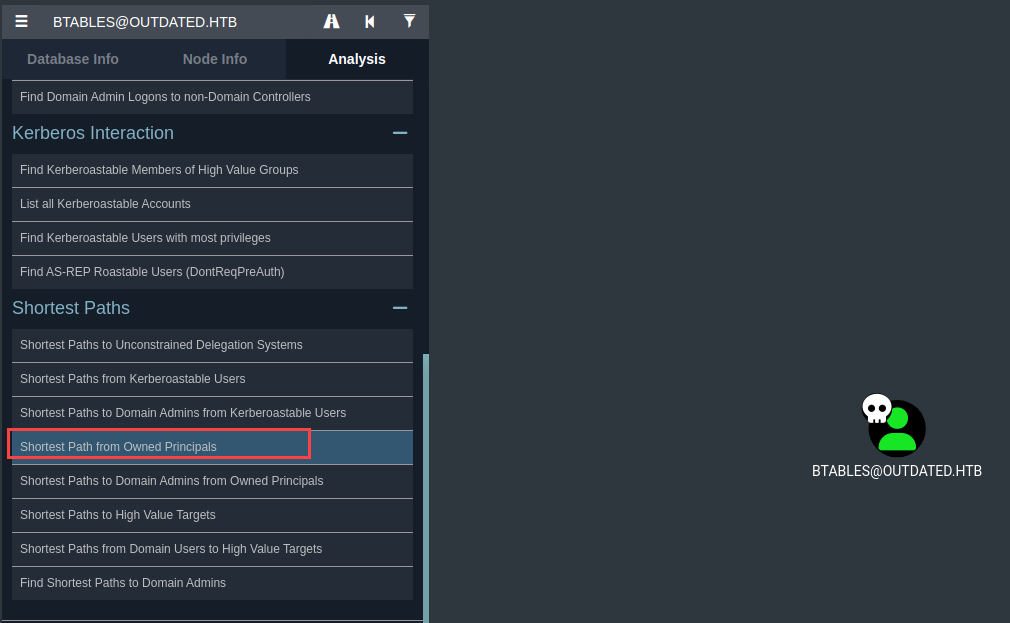 BTABLES@OUTDATED.HTB
Database Info Node Info Analysis
Find Domain Admin Logons to non-Domain Controllers
Kerberos Interaction
Find Kerberoastable Members of High Value Groups
List all Kerberoastable Accounts
Find Kerberoastable Users with most privileges
Find AS-REP Roastable Users (DontReqPreAuth)
Shortest Paths
Shortest Paths to Unconstrained Delegation Systems
Shortest Paths from Kerberoastable Users
Shortest Paths to Domain Admins from Kerberoastable Users
Shortest Path from Owned Principals
Shortest Paths to Domain Admins from Owned Principals
Shortest Paths to High Value Targets
Shortest Paths from Domain Users to High Value Targets
Find Shortest Paths to Domain Admins
BTABLES@OUTDATED.HTB